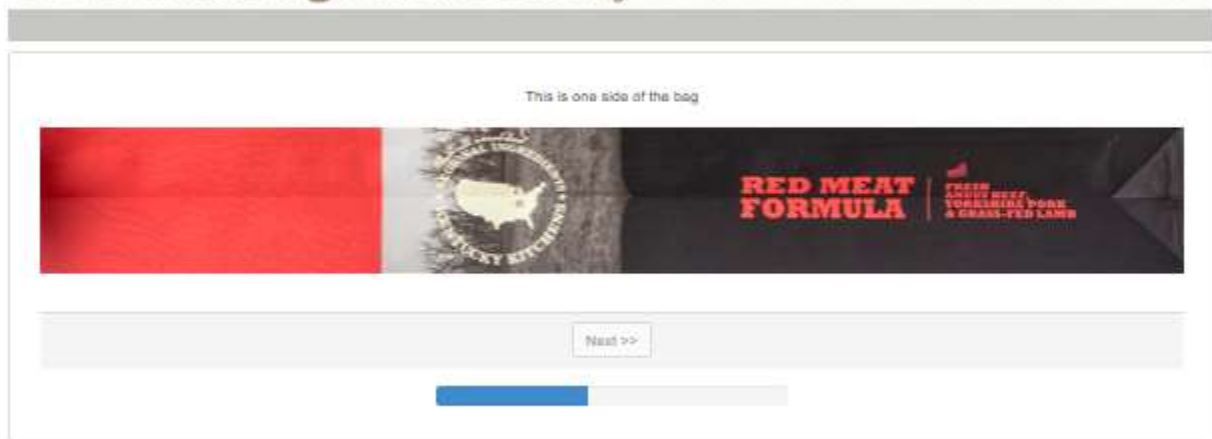 This is one side of the bag
KENTUCKY KITCHENS
RED MEAT
FORMULA
FRESH
ANGUS BEEF,
YORKSHIRE PORK
& GRASS-FED LAMB
Next >>